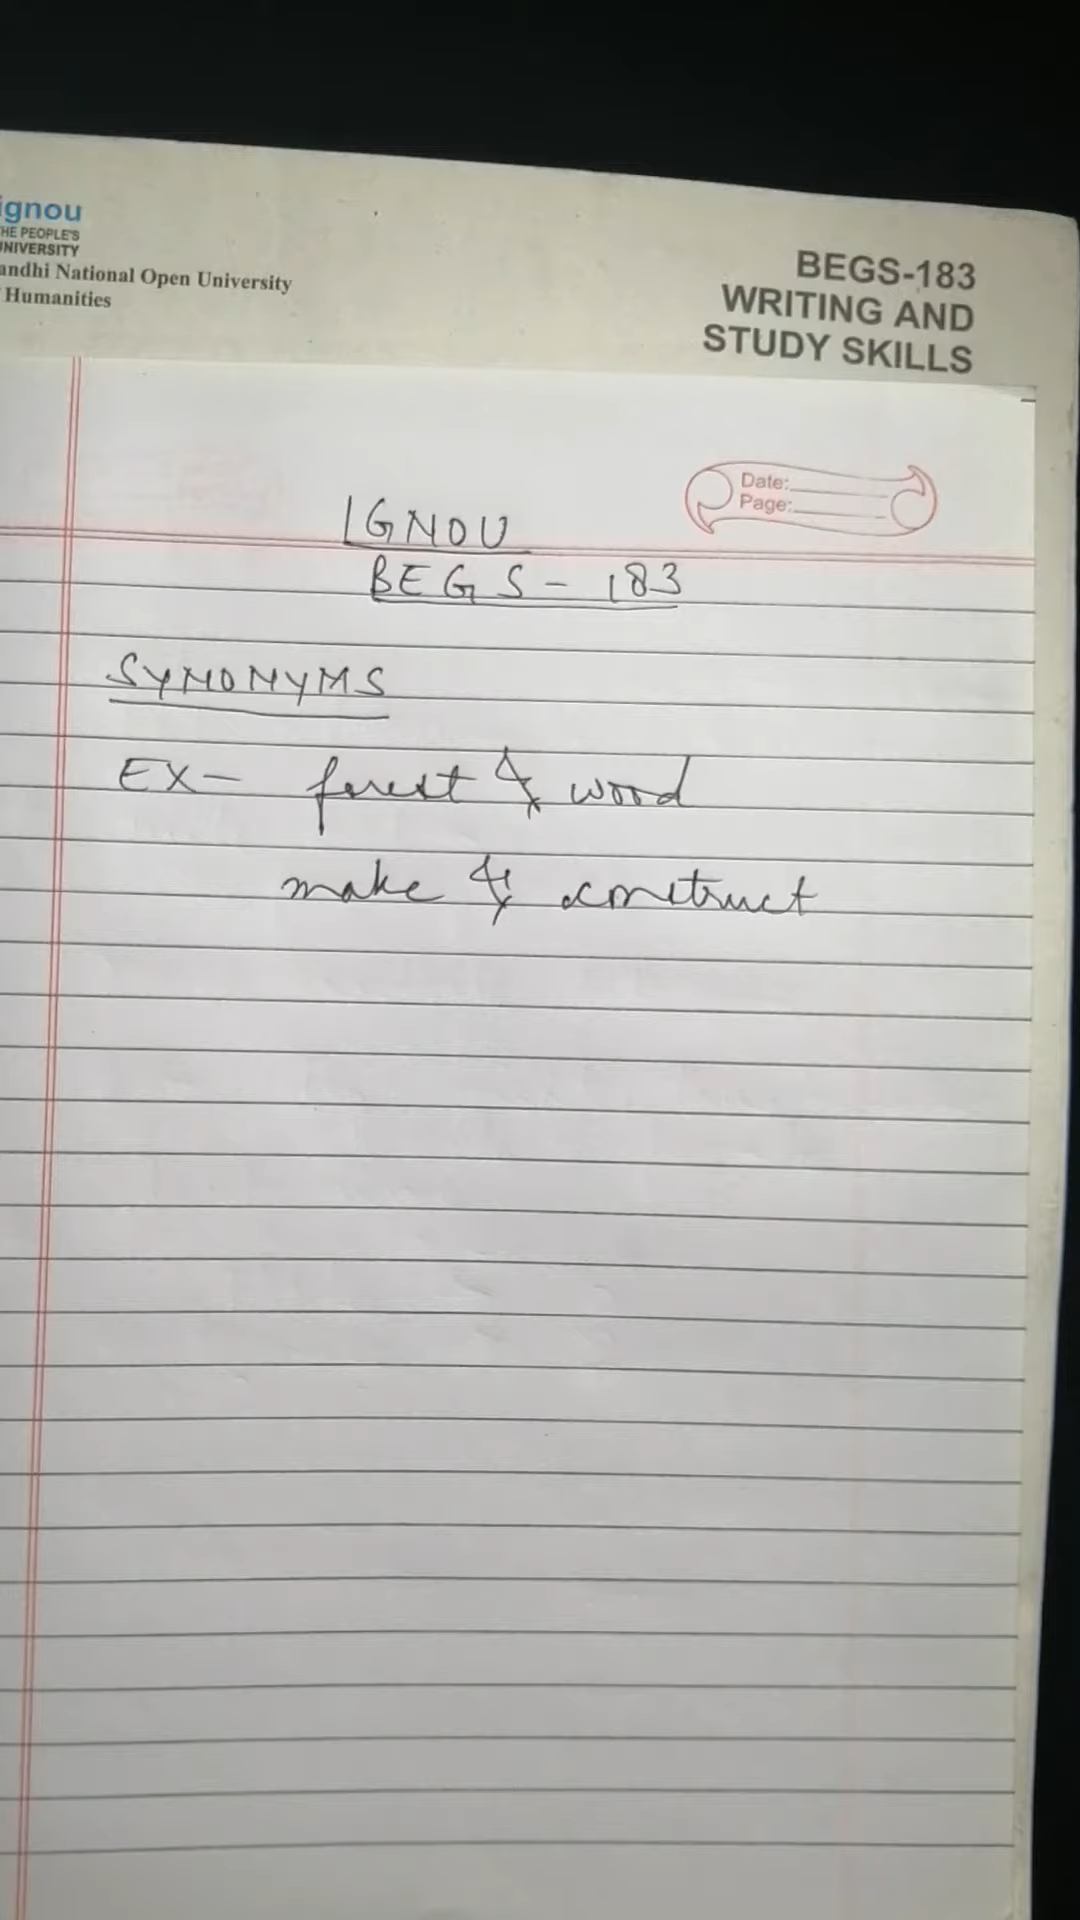 ignou
HE PEOPLE'S
UNIVERSITY
andhi National Open University
Humanities
BEGS-183
WRITING AND
STUDY SKILLS
Date:
Page:
IGNOU
BEGS - 183
SYNONYMS
EX- forest & wood
make & construct